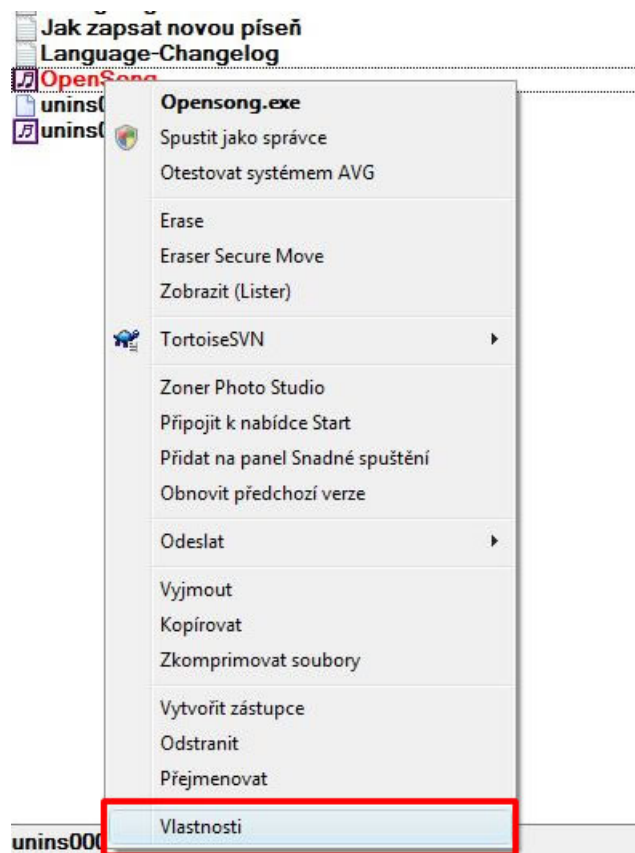 Jak zapsat novou píseň
Language-Changelog
OpenSong
Opensong.exe
Spustit jako správce
Otestovat systémem AVG
Erase
Eraser Secure Move
Zobrazit (Lister)
TortoiseSVN
Zoner Photo Studio
Připojit k nabídce Start
Přidat na panel Snadné spuštění
Obnovit předchozí verze
Odeslat
Vyjmout
Kopírovat
Zkomprimovat soubory
Vytvořit zástupce
Odstranit
Přejmenovat
Vlastnosti
unins000